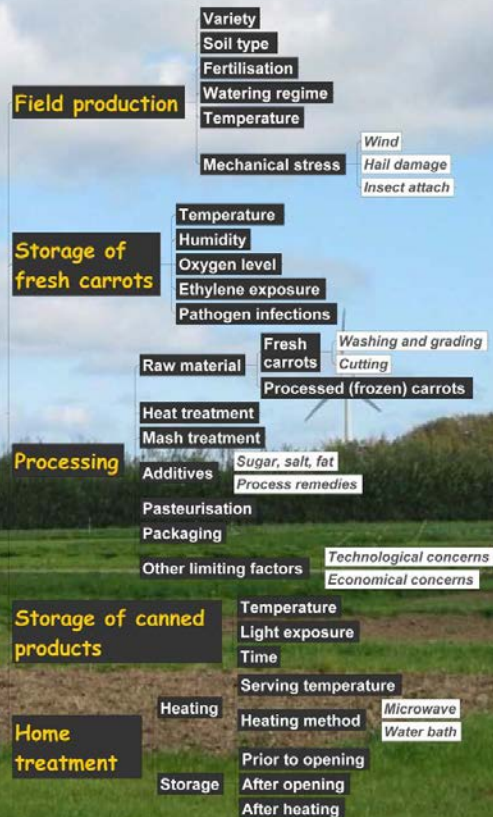 Variety
Soil type
Fertilisation
Field production
Watering regime
Temperature
Mechanical stress
Wind
Hail damage
Insect attach
Storage of
fresh carrots
Temperature
Humidity
Oxygen level
Ethylene exposure
Pathogen infections
Processing
Raw material
Fresh
carrots
Washing and grading
Cutting
Processed (frozen) carrots
Heat treatment
Mash treatment
Additives
Sugar, salt, fat
Process remedies
Pasteurisation
Packaging
Other limiting factors
Technological concerns
Economical concerns
Storage of canned
products
Temperature
Light exposure
Time
Home
treatment
Heating
Serving temperature
Heating method
Microwave
Water bath
Storage
Prior to opening
After opening
After heating